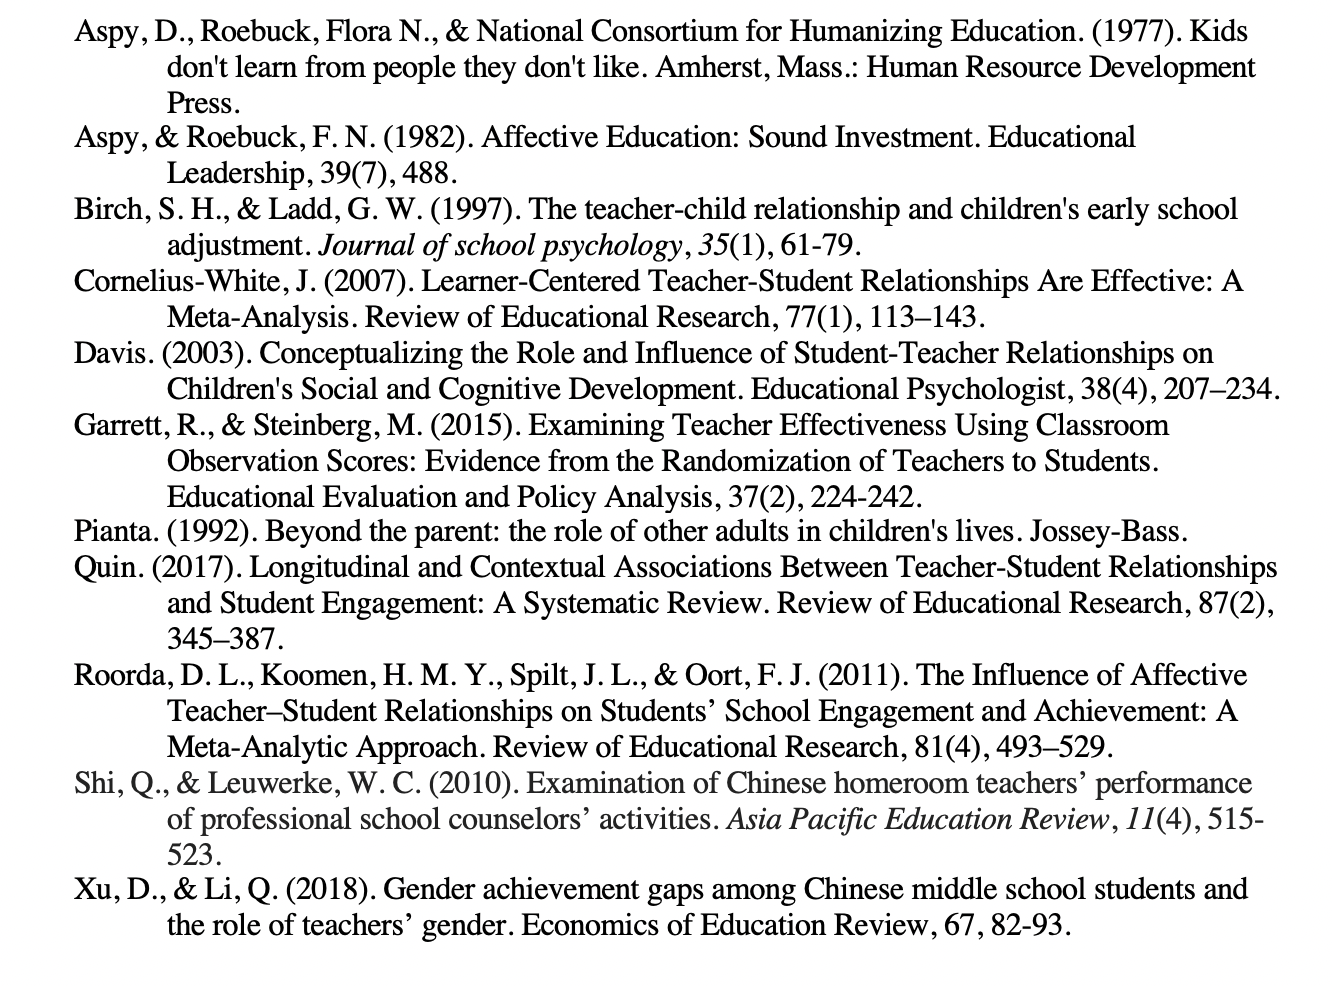 Aspy, D., Roebuck, Flora N., & National Consortium for Humanizing Education. (1977). Kids
don't learn from people they don't like. Amherst, Mass.: Human Resource Development
Press.
Aspy, & Roebuck, F. N. (1982). Affective Education: Sound Investment. Educational
Leadership, 39(7), 488.
Birch, S. H., & Ladd, G. W. (1997). The teacher-child relationship and children's early school
adjustment. Journal of school psychology, 35(1), 61-79.
Cornelius-White, J. (2007). Learner-Centered Teacher-Student Relationships Are Effective: A
Meta-Analysis. Review of Educational Research, 77(1), 113–143.
Davis. (2003). Conceptualizing the Role and Influence of Student-Teacher Relationships on
Children's Social and Cognitive Development. Educational Psychologist, 38(4), 207–234.
Garrett, R., & Steinberg, M. (2015). Examining Teacher Effectiveness Using Classroom
Observation Scores: Evidence from the Randomization of Teachers to Students.
Educational Evaluation and Policy Analysis, 37(2), 224-242.
Pianta. (1992). Beyond the parent: the role of other adults in children's lives. Jossey-Bass.
Quin. (2017). Longitudinal and Contextual Associations Between Teacher-Student Relationships
and Student Engagement: A Systematic Review. Review of Educational Research, 87(2),
345–387.
Roorda, D. L., Koomen, H. M. Y., Spilt, J. L., & Oort, F. J. (2011). The Influence of Affective
Teacher–Student Relationships on Students’ School Engagement and Achievement: A
Meta-Analytic Approach. Review of Educational Research, 81(4), 493–529.
Shi, Q., & Leuwerke, W. C. (2010). Examination of Chinese homeroom teachers’ performance
of professional school counselors’ activities. Asia Pacific Education Review, 11(4), 515-
523.
Xu, D., & Li, Q. (2018). Gender achievement gaps among Chinese middle school students and
the role of teachers’ gender. Economics of Education Review, 67, 82-93.